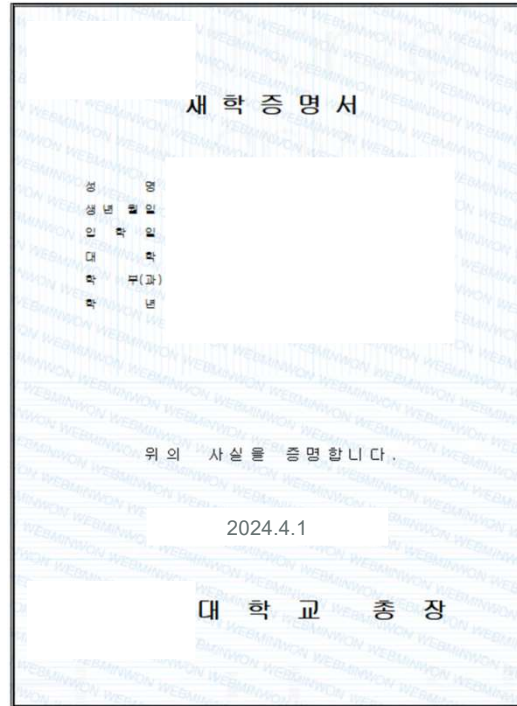 재 학 증 명 서
성 명
생 년 월 일
입 학 일
대 학
학 부(과)
학 년
위 의 사 실 을 증 명 합 니 다 .
2024.4.1
대 학 교 총 장